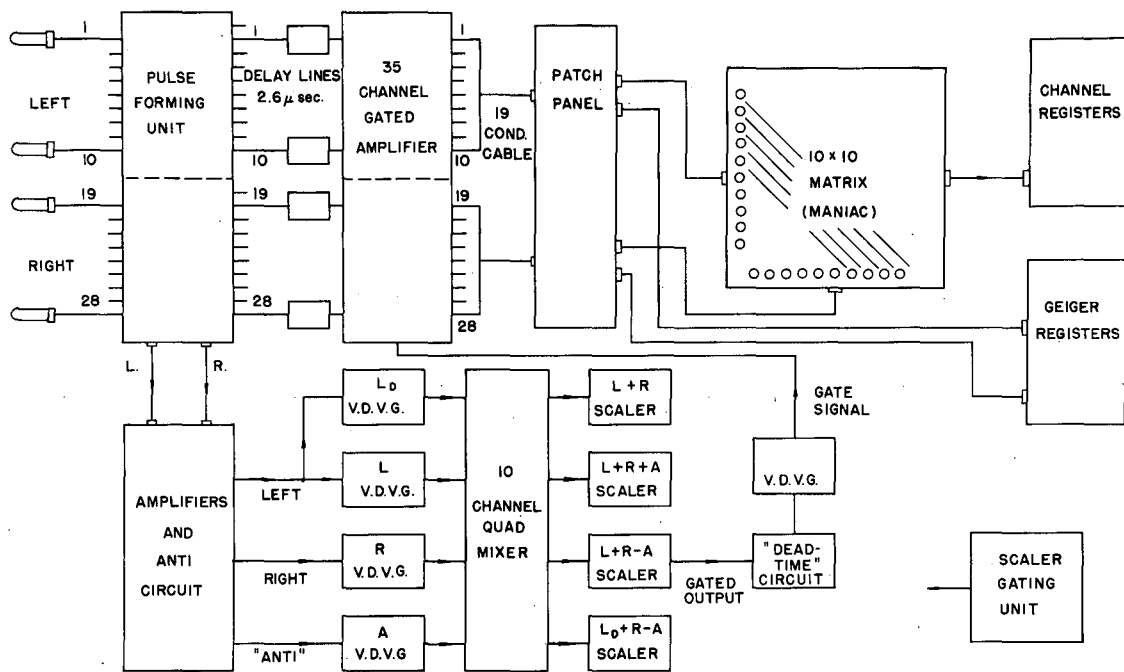 1
LEFT
10
19
RIGHT
28
PULSE
FORMING
UNIT
1
DELAY LINES
2.6 μ sec.
10
19
28
35
CHANNEL
GATED
AMPLIFIER
1
10
19
28
19
COND.
CABLE
PATCH
PANEL
10 × 10
MATRIX
(MANIAC)
CHANNEL
REGISTERS
GEIGER
REGISTERS
L.
R.
AMPLIFIERS
AND
ANTI
CIRCUIT
LEFT
RIGHT
"ANTI"
L_D
V.D.V.G.
L
V.D.V.G.
R
V.D.V.G.
A
V.D.V.G
10
CHANNEL
QUAD
MIXER
L+R
SCALER
L+R+A
SCALER
L+R-A
SCALER
L_D+R-A
SCALER
GATED
OUTPUT
GATE
SIGNAL
V.D.V.G.
"DEAD-
TIME"
CIRCUIT
SCALER
GATING
UNIT